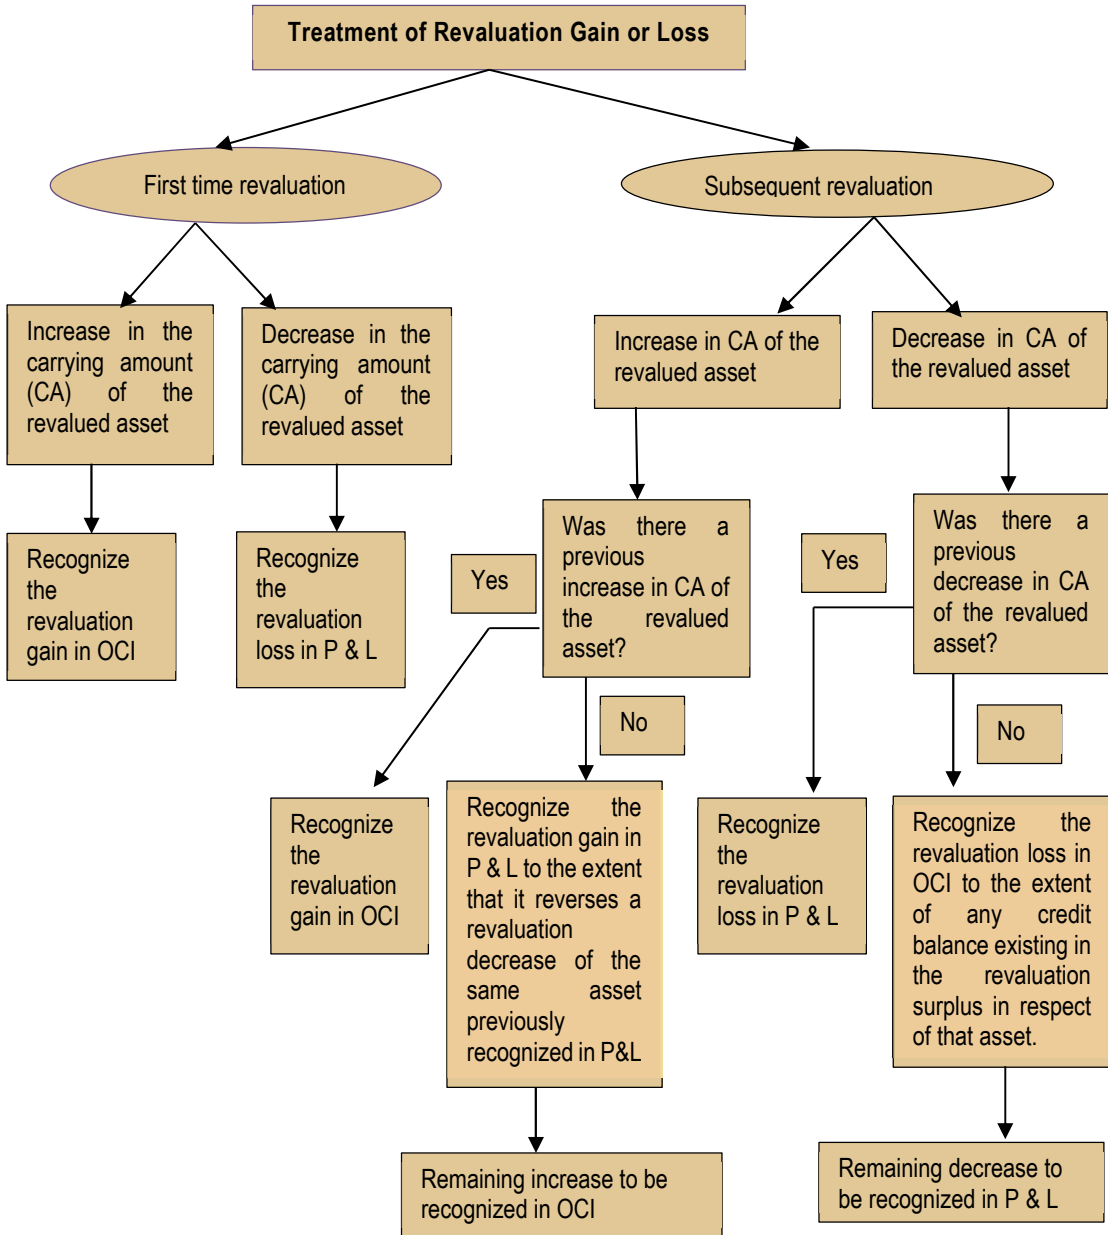 Treatment of Revaluation Gain or Loss
First time revaluation
Subsequent revaluation
Increase in the
carrying amount
(CA) of the
revalued asset
Decrease in the
carrying amount
(CA) of the
revalued asset
Increase in CA of the
revalued asset
Decrease in CA of
the revalued asset
Recognize
the
revaluation
gain in OCI
Recognize
the
revaluation
loss in P & L
Yes
Was there a
previous
increase in CA of
the revalued
asset?
Yes
Was there a
previous
decrease in CA
of the revalued
asset?
No
No
Recognize
the
revaluation
gain in OCI
Recognize the
revaluation gain in
P & L to the extent
that it reverses a
revaluation
decrease of the
same asset
previously
recognized in P&L
Recognize
the
revaluation
loss in P & L
Recognize the
revaluation loss in
OCI to the extent
of any credit
balance existing in
the revaluation
surplus in respect
of that asset.
Remaining increase to be
recognized in OCI
Remaining decrease to
be recognized in P & L